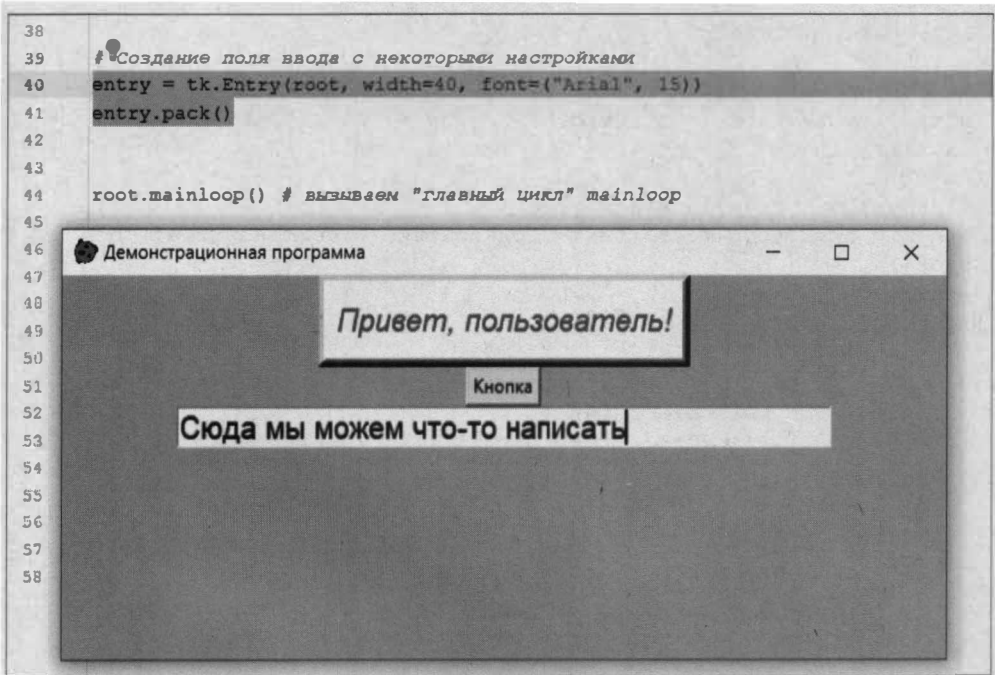 38
39 # Создание поля ввода с некоторыми настройками
40 entry = tk.Entry(root, width=40, font=("Arial", 15))
41 entry.pack()
42
43
44 root.mainloop() # вызываем "главный цикл" mainloop
45
46 Демонстрационная программа
47
48
49 Привет, пользователь!
50
51 Кнопка
52
53 Сюда мы можем что-то написать
54
55
56
57
58